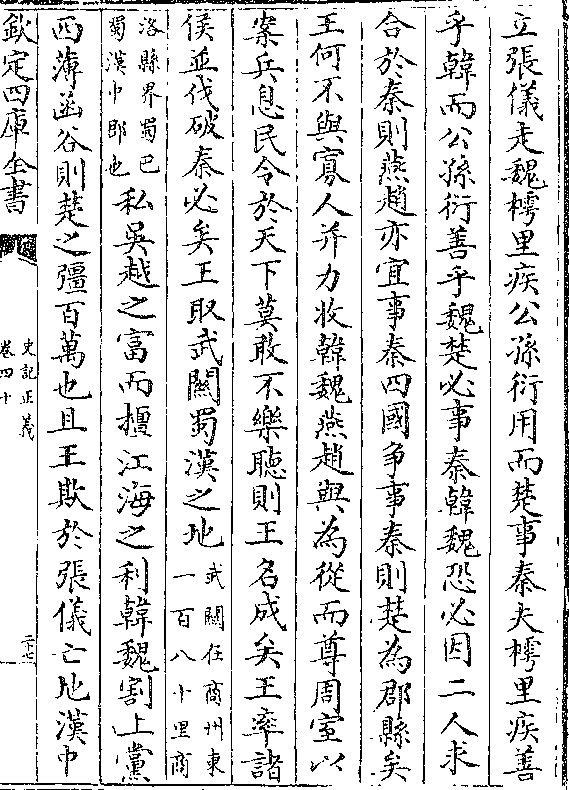 立張儀走魏樗里疾公孫衍用而楚事秦夫樗里疾善
乎韓而公孫衍善乎魏楚必事秦韓魏恐必因二人求
合於秦則燕趙亦宜事秦四國爭事秦則楚為郡縣矣
王何不與寡人并力收韓魏燕趙與為從而尊周室以
案兵息民令於天下莫敢不樂聽則王名成矣王率諸
侯並伐破秦必矣王取武關蜀漢之地武關在商州東一百八十里商
洛縣界蜀巴蜀漢中郡也私吳越之富而擅江海之利韓魏割上黨
西薄函谷則楚之彊百萬也且王欺於張儀亡地漢中
欽定四庫全書
史記正義
卷四十